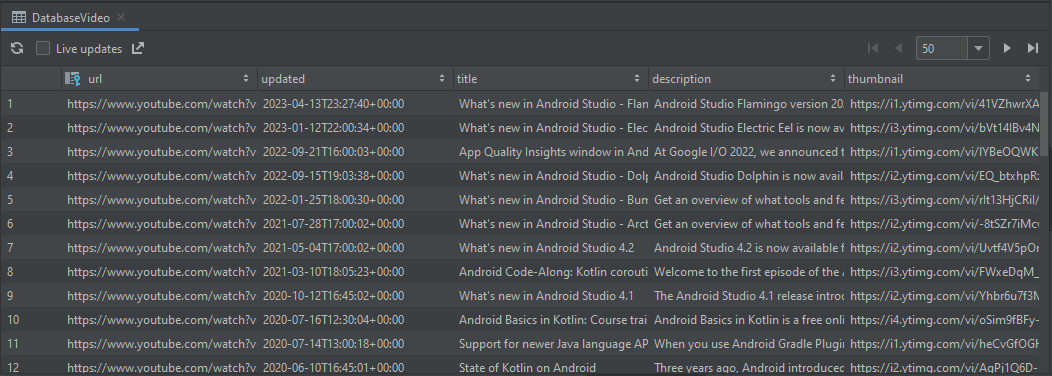 DatabaseVideo
Live updates 50
url updated title description thumbnail
1 https://www.youtube.com/watch?v 2023-04-13T23:27:40+00:00 What's new in Android Studio - Flan Android Studio Flamingo version 20. https://i1.ytimg.com/vi/41VZhwrXA
2 https://www.youtube.com/watch?v 2023-01-12T22:00:34+00:00 What's new in Android Studio - Elec Android Studio Electric Eel is now av https://i3.ytimg.com/vi/bVt14lBv4N
3 https://www.youtube.com/watch?v 2022-09-21T16:00:03+00:00 App Quality Insights window in And At Google I/O 2022, we announced t https://i1.ytimg.com/vi/IYBeOQWK
4 https://www.youtube.com/watch?v 2022-09-15T19:03:38+00:00 What's new in Android Studio - Dolp Android Studio Dolphin is now avail https://i2.ytimg.com/vi/EQ_btxhpRz
5 https://www.youtube.com/watch?v 2022-01-25T18:00:30+00:00 What's new in Android Studio - Bun Get an overview of what tools and fe https://i3.ytimg.com/vi/rlt13HjCRiI/
6 https://www.youtube.com/watch?v 2021-07-28T17:00:02+00:00 What's new in Android Studio - Arct Get an overview of what tools and fe https://i2.ytimg.com/vi/-8tSZr7iMcv
7 https://www.youtube.com/watch?v 2021-05-04T17:00:02+00:00 What's new in Android Studio 4.2 Android Studio 4.2 is now available f https://i2.ytimg.com/vi/Uvtf4V5pOr
8 https://www.youtube.com/watch?v 2021-03-10T18:05:23+00:00 Android Code-Along: Kotlin corouti Welcome to the first episode of the https://i3.ytimg.com/vi/FWxeDqM_
9 https://www.youtube.com/watch?v 2020-10-12T16:45:02+00:00 What's new in Android Studio 4.1 The Android Studio 4.1 release introc https://i2.ytimg.com/vi/Yhbr6u7f3M
10 https://www.youtube.com/watch?v 2020-07-16T12:30:04+00:00 Android Basics in Kotlin: Course trai Android Basics in Kotlin is a free onli https://i4.ytimg.com/vi/oSim9fBFy-
11 https://www.youtube.com/watch?v 2020-07-14T13:00:18+00:00 Support for newer Java language AP When you use Android Gradle Plugin https://i1.ytimg.com/vi/heCvGfOGH
12 https://www.youtube.com/watch?v 2020-06-10T16:45:01+00:00 State of Kotlin on Android Three years ago, Android introduced https://i2.ytimg.com/vi/AgPj1Q6D-